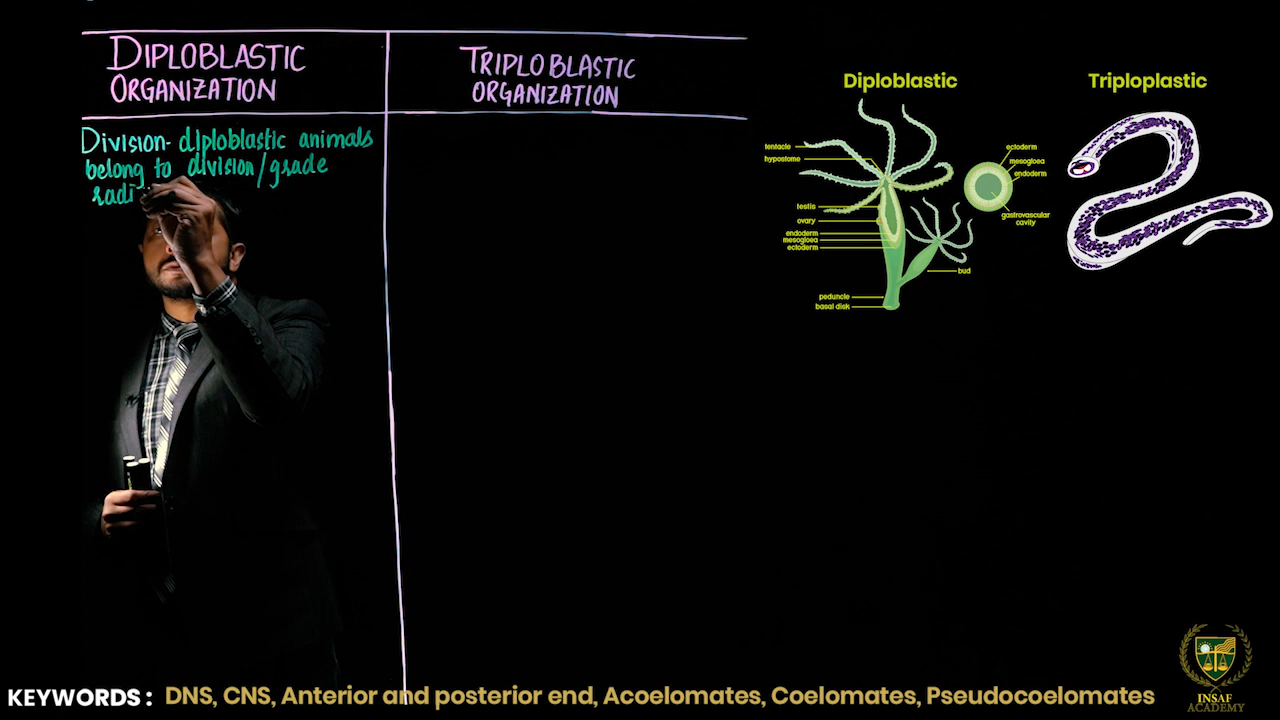 DIPLOBLASTIC
ORGANIZATION
TRIPLOBLASTIC
ORGANIZATION
Division- diploblastic animals
belong to division/grade
radi
Diploblastic
Triploplastic
tentacle
hypostome
testis
ovary
endoderm
mesogloea
ectoderm
peduncle
basal disk
bud
ectoderm
mesogloea
endoderm
gastrovascular
cavity
KEYWORDS: DNS, CNS, Anterior and posterior end, Acoelomates, Coelomates, Pseudocoelomates
INSAF
ACADEMY